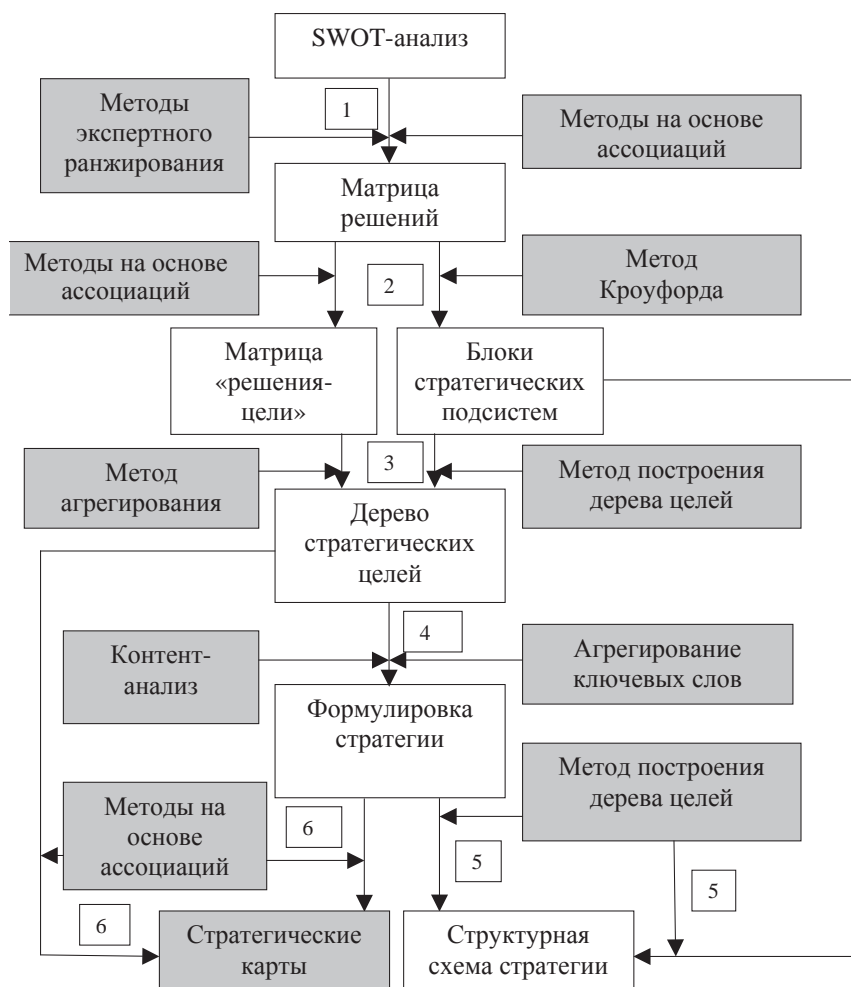 SWOT-анализ
1
Методы
экспертного
ранжирования
Методы на основе
ассоциаций
Матрица
решений
Методы на основе
ассоциаций
2
Метод
Кроуфорда
Матрица
«решения-
цели»
Блоки
стратегических
подсистем
3
Метод
агрегирования
Метод построения
дерева целей
Дерево
стратегических
целей
4
Контент-
анализ
Агрегирование
ключевых слов
Формулировка
стратегии
Метод построения
дерева целей
Методы на
основе
ассоциаций
6
5
5
6
Стратегические
карты
Структурная
схема стратегии